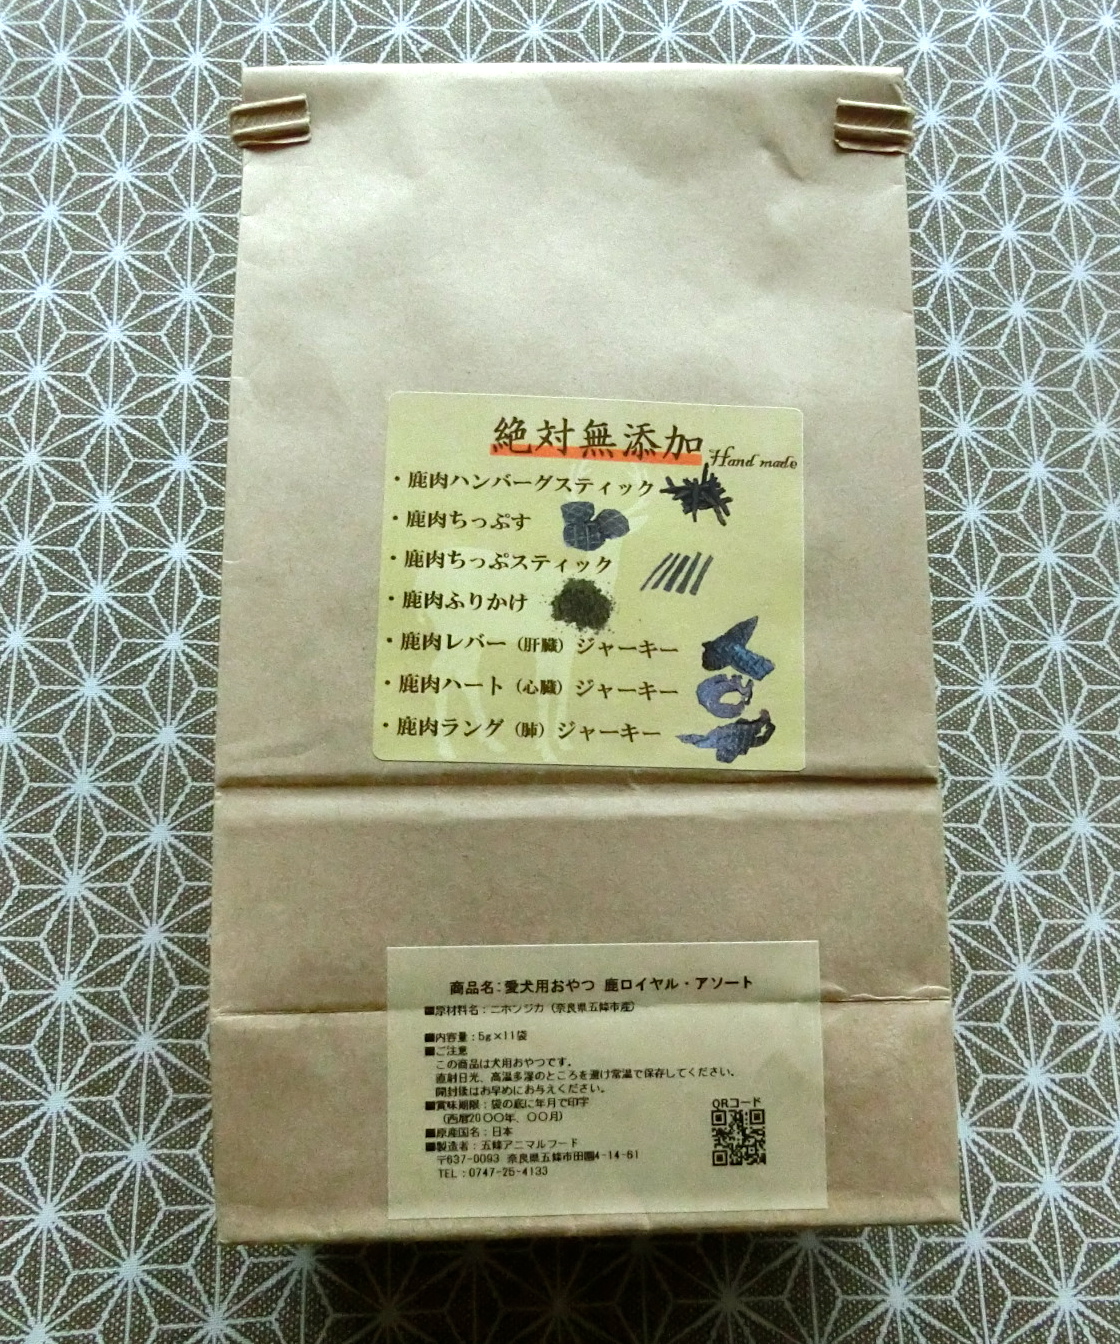 絶対無添加
Hand made
・鹿肉ハンバーグスティック
・鹿肉ちっぷす
・鹿肉ちっぷスティック
・鹿肉ふりかけ
・鹿肉レバー（肝臓）ジャーキー
・鹿肉ハート（心臓）ジャーキー
・鹿肉ラング（肺）ジャーキー
商品名：愛犬用おやつ 鹿ロイヤル・アソート
■原材料名：ニホンジカ（奈良県五條市産）
■内容量：5g×11袋
■ご注意
この商品は犬用おやつです。
直射日光、高温多湿のところを避け常温で保存してください。
開封後はお早めにお与えください。
■賞味期限：袋の底に年月で印字
（西暦20〇〇年、〇〇月）
■原産国名：日本
■製造者：五條アニマルフード
〒637-0093 奈良県五條市田園4-14-61
TEL：0747-25-4133
QRコード